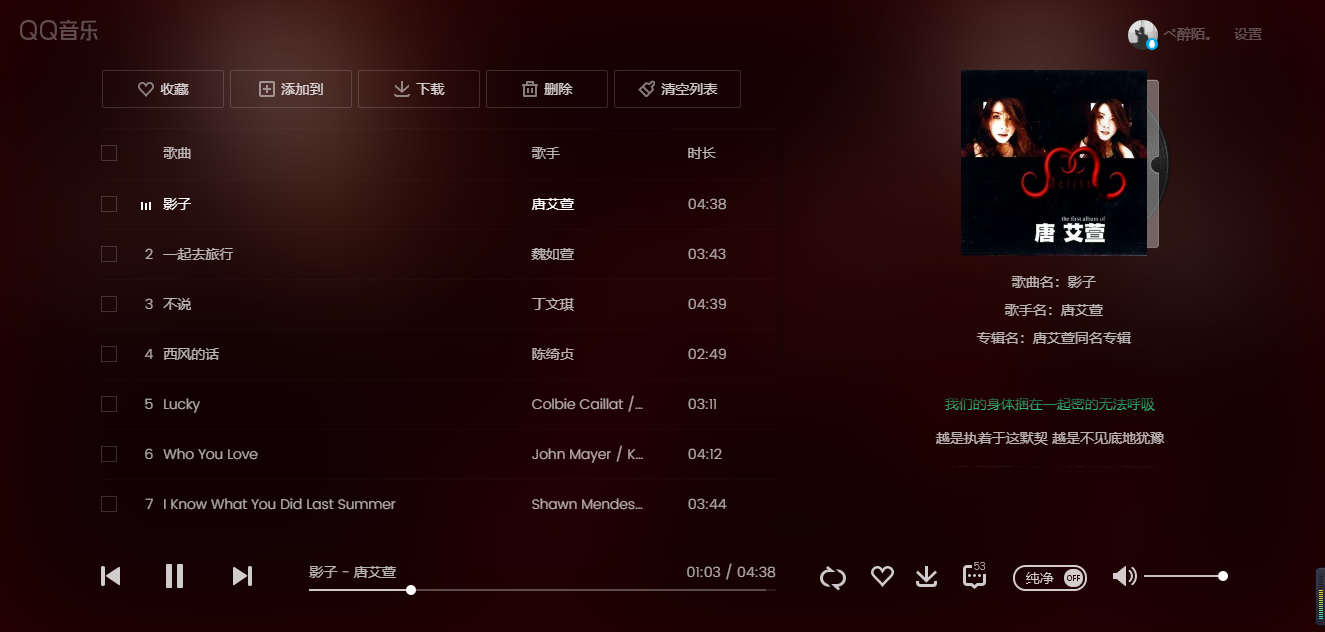 QQ音乐
ペ醉陌。 设置
收藏 添加到 下载 删除 清空列表
歌曲 歌手 时长
影子 唐艾萱 04:38
2 一起去旅行 魏如萱 03:43
3 不说 丁文琪 04:39
4 西风的话 陈绮贞 02:49
5 Lucky Colbie Caillat /... 03:11
6 Who You Love John Mayer / K... 04:12
7 I Know What You Did Last Summer Shawn Mendes... 03:44
Melissa
the first album of
唐 艾萱
歌曲名：影子
歌手名：唐艾萱
专辑名：唐艾萱同名专辑
我们的身体捆在一起密的无法呼吸
越是执着于这默契 越是不见底地犹豫
影子 - 唐艾萱 01:03 / 04:38
53
纯净 OFF